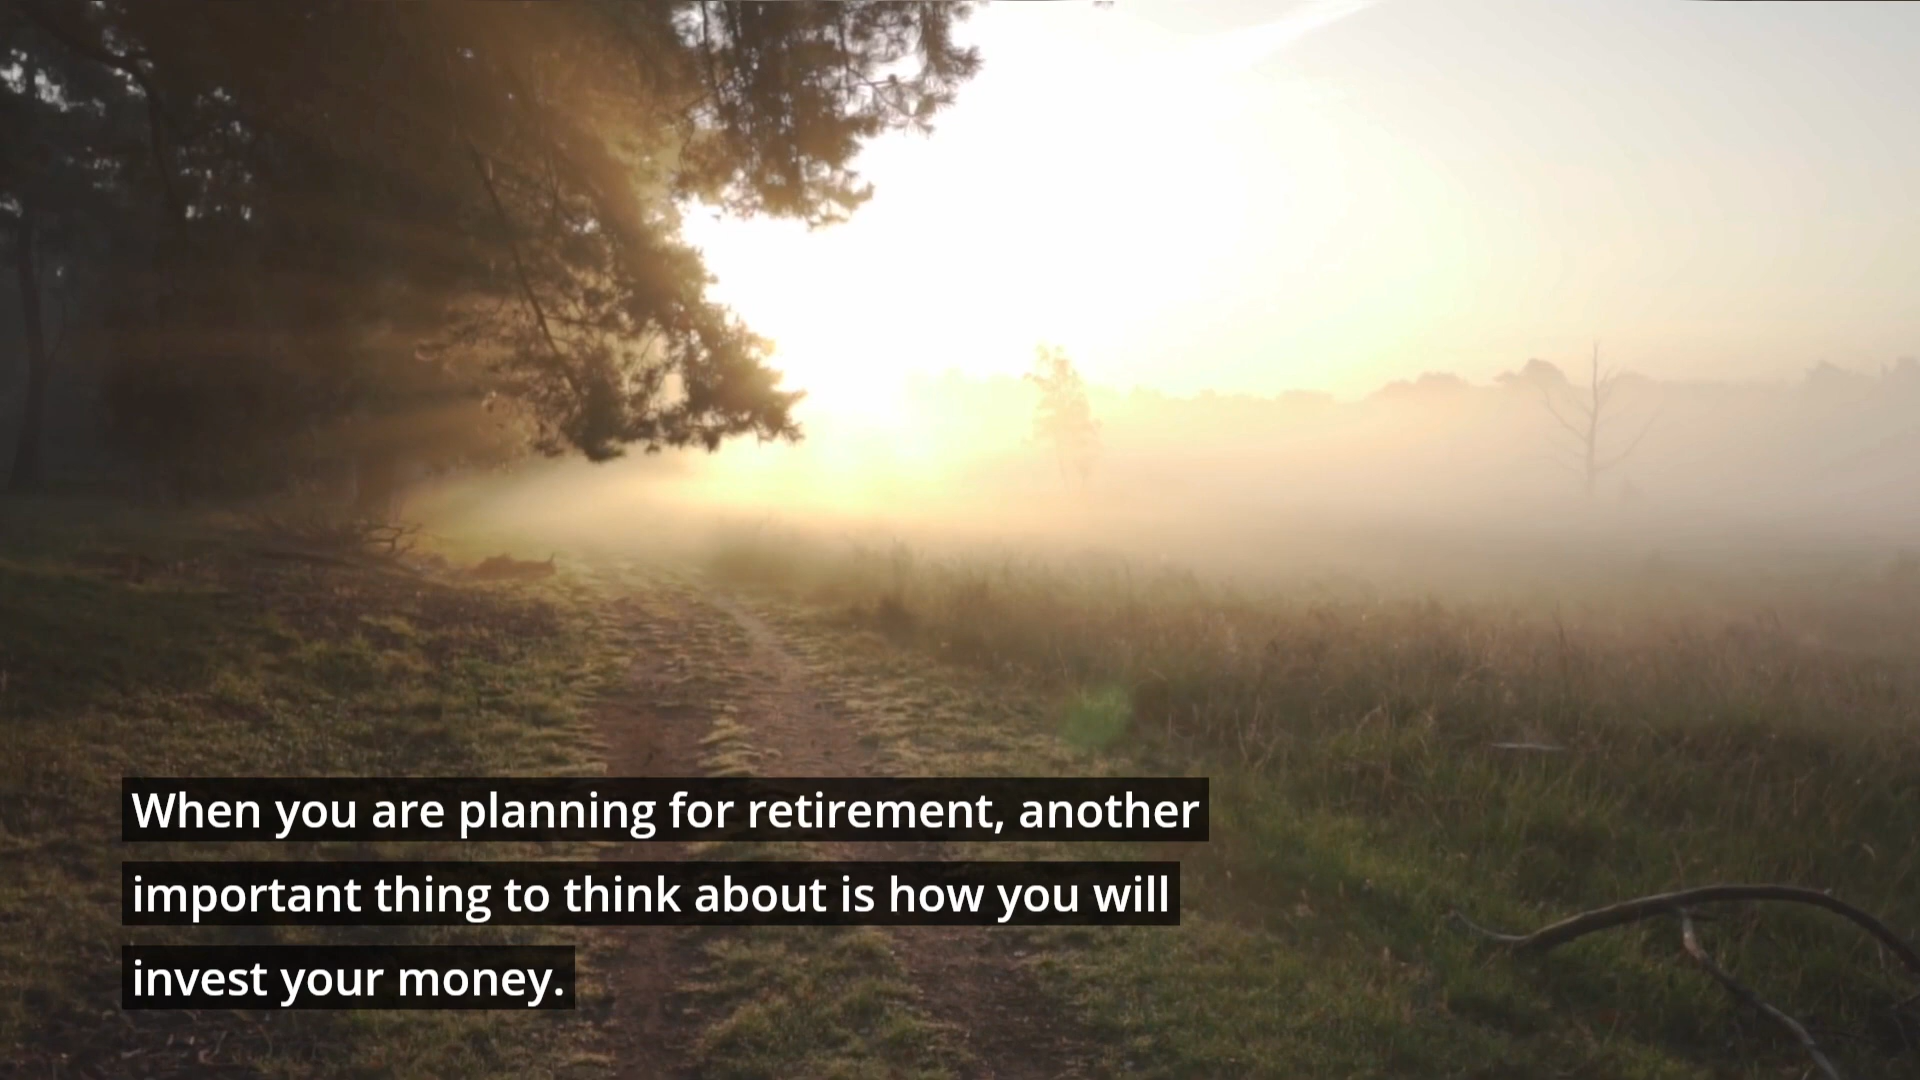 When you are planning for retirement, another
important thing to think about is how you will
invest your money.